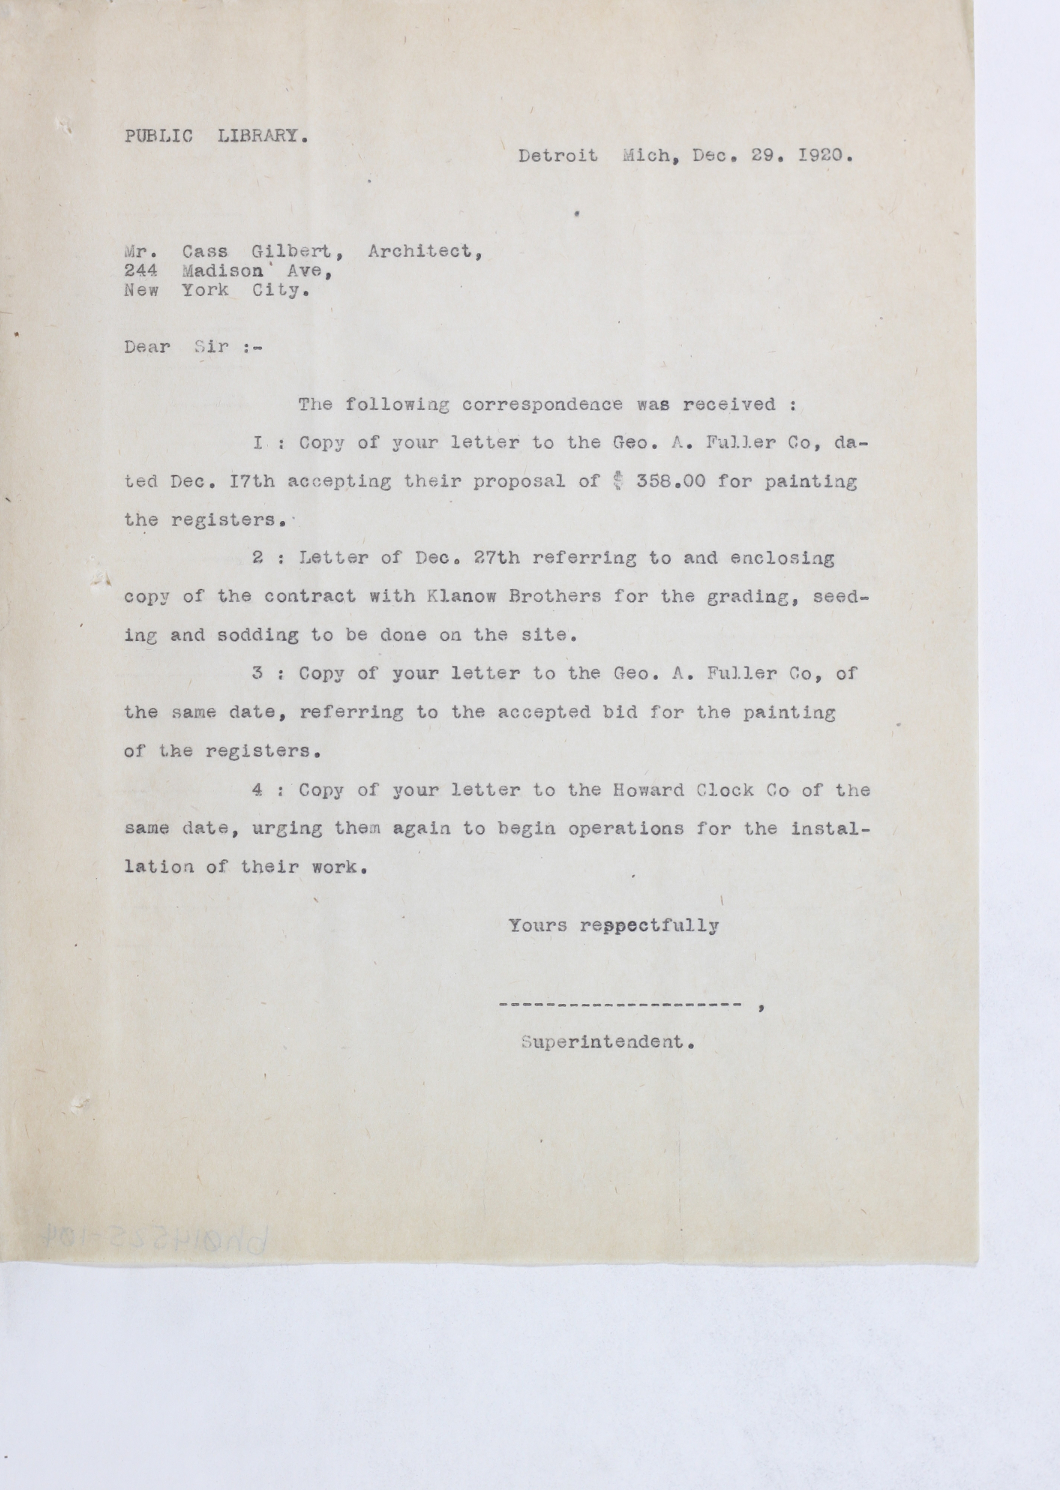 PUBLIC LIBRARY.
Detroit Mich, Dec. 29. I920.
Mr. Cass Gilbert, Architect,
244 Madison Ave,
New York City.
Dear Sir :-
The following correspondence was received :
I : Copy of your letter to the Geo. A. Fuller Co, da-
ted Dec. I7th accepting their proposal of $ 358.00 for painting
the registers.
2 : Letter of Dec. 27th referring to and enclosing
copy of the contract with Klanow Brothers for the grading, seed-
ing and sodding to be done on the site.
3 : Copy of your letter to the Geo. A. Fuller Co, of
the same date, referring to the accepted bid for the painting
of the registers.
4 : Copy of your letter to the Howard Clock Co of the
same date, urging them again to begin operations for the instal-
lation of their work.
Yours respectfully
--------------------- ,
Superintendent.